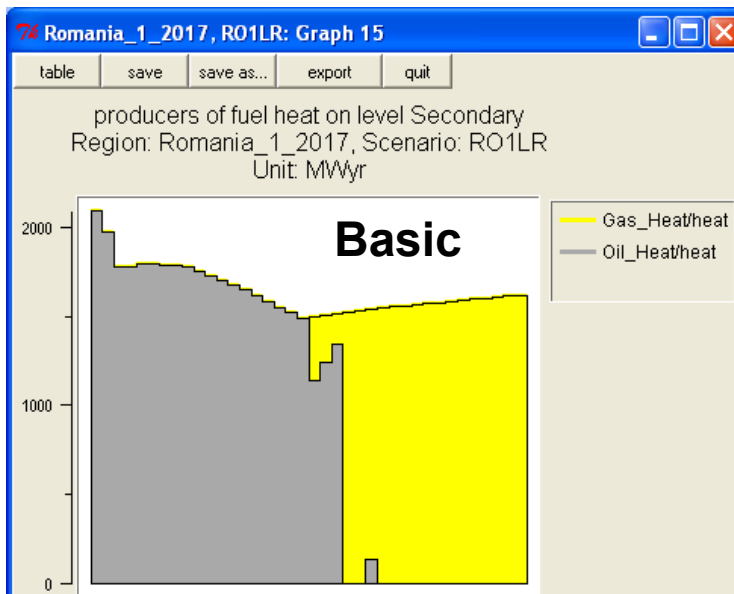 Romania_1_2017, RO1LR: Graph 15
table save save as... export quit
producers of fuel heat on level Secondary
Region: Romania_1_2017, Scenario: RO1LR
Unit: MWyr
2000
1000
0
Basic
Gas_Heat/heat
Oil_Heat/heat